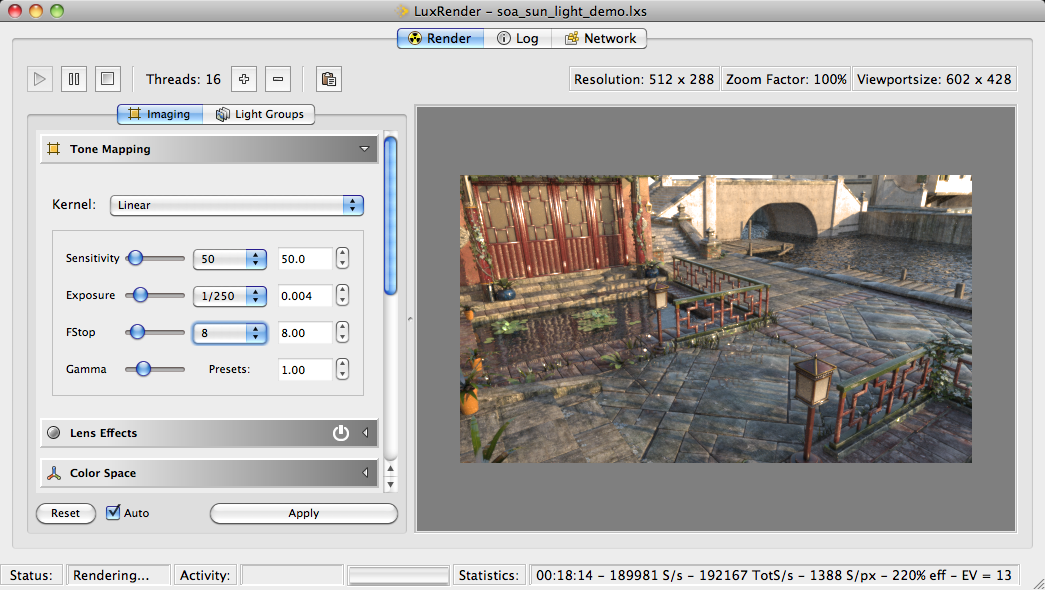 LuxRender - soa_sun_light_demo.lxs
Render Log Network
Threads: 16 Resolution: 512 x 288 Zoom Factor: 100% Viewportsize: 602 x 428
Imaging Light Groups
Tone Mapping
Kernel: Linear
Sensitivity 50 50.0
Exposure 1/250 0.004
FStop 8 8.00
Gamma Presets: 1.00
Lens Effects
Color Space
Reset Auto Apply
Status: Rendering... Activity: Statistics: 00:18:14 - 189981 S/s - 192167 TotS/s - 1388 S/px - 220% eff - EV = 13